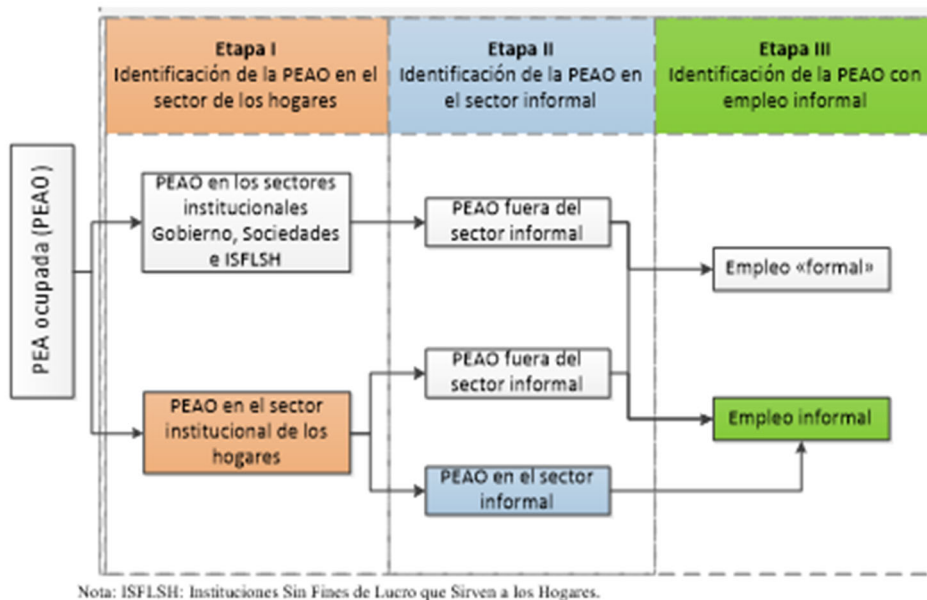 Etapa I
Identificación de la PEAO en el
sector de los hogares
Etapa II
Identificación de la PEAO en
el sector informal
Etapa III
Identificación de la PEAO con
empleo informal
PEA ocupada (PEAO)
PEAO en los sectores
institucionales
Gobierno, Sociedades
e ISFLSH
PEAO fuera del
sector informal
Empleo «formal»
PEAO en el sector
institucional de los
hogares
PEAO fuera del
sector informal
Empleo informal
PEAO en el sector
informal
Nota: ISFLSH: Instituciones Sin Fines de Lucro que Sirven a los Hogares.